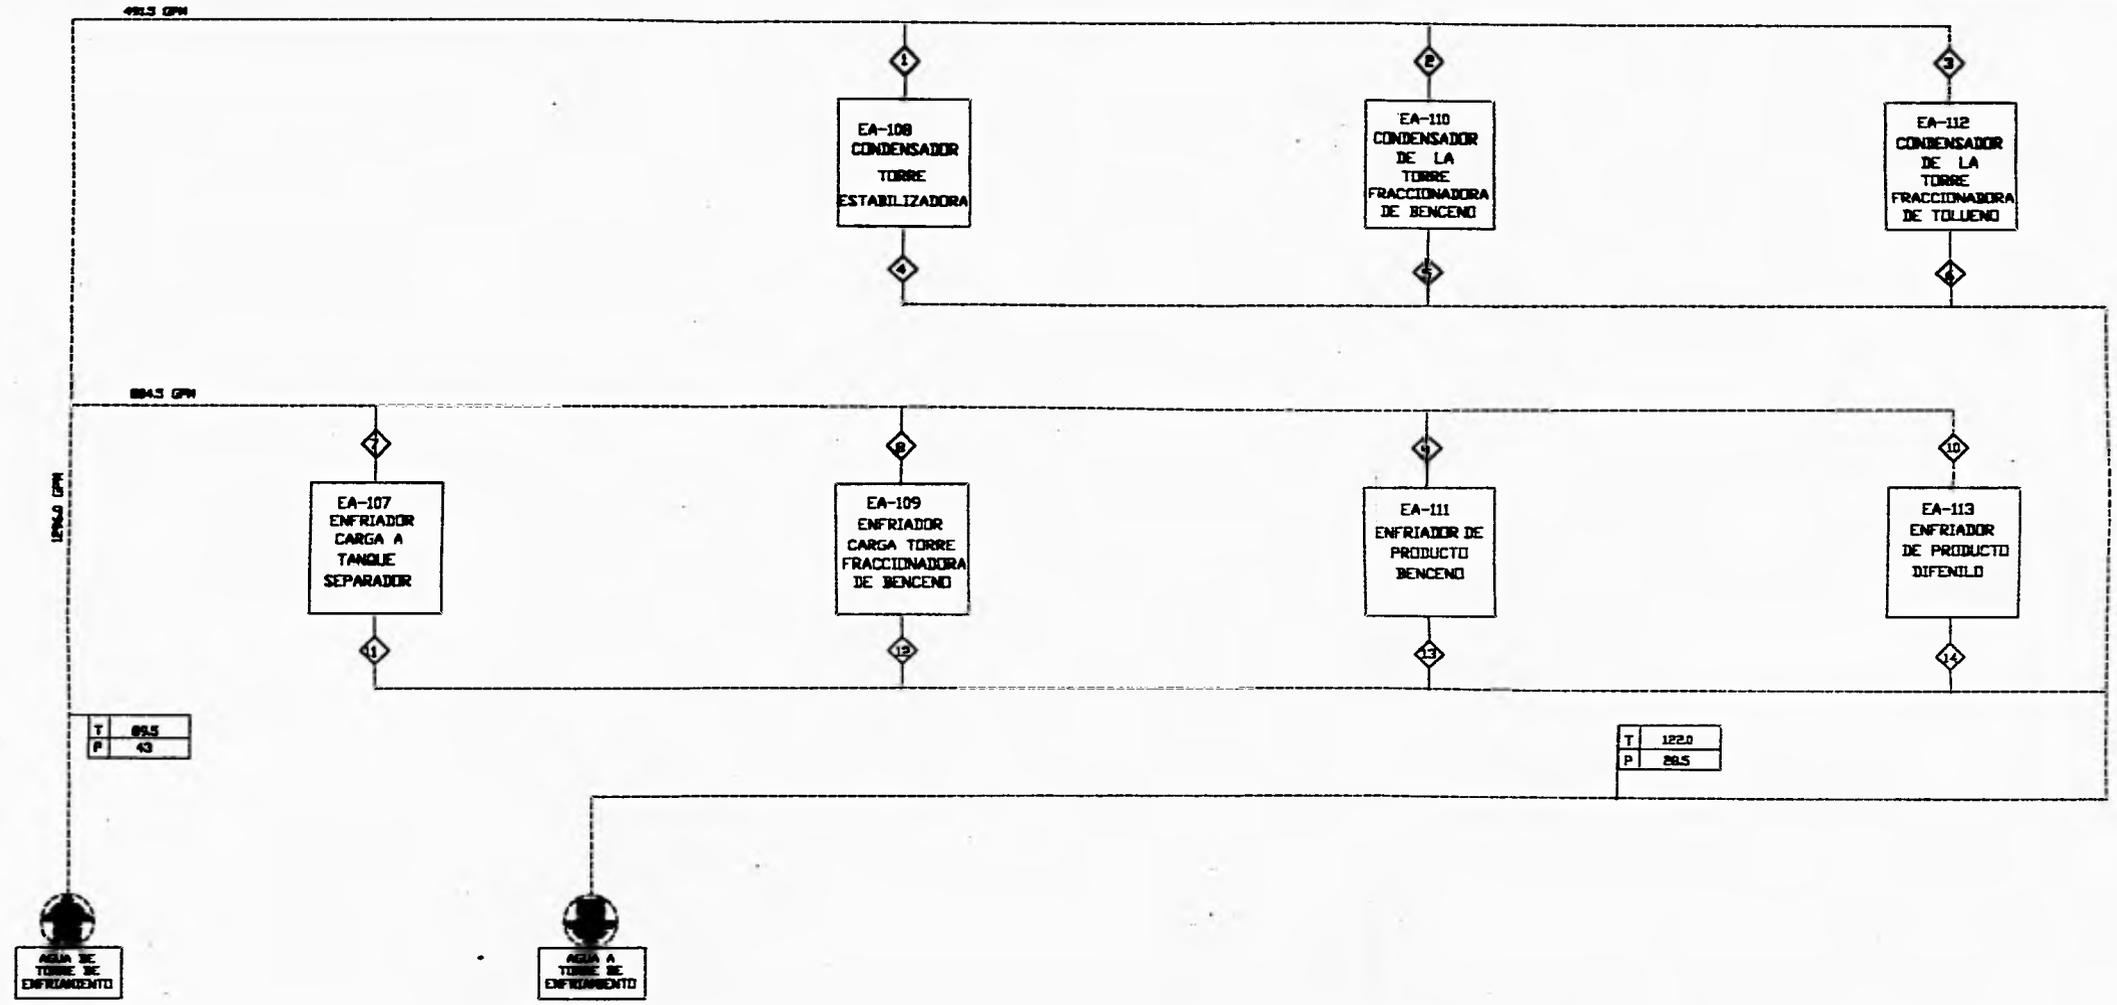 491.5 GPM
1
2
3
EA-108
CONDENSADOR
TORRE
ESTABILIZADORA
EA-110
CONDENSADOR
DE LA
TORRE
FRACCIONADORA
DE BENCENO
EA-112
CONDENSADOR
DE LA
TORRE
FRACCIONADORA
DE TOLUENO
4
5
6
804.5 GPM
7
8
9
10
1296.0 GPM
EA-107
ENFRIADOR
CARGA A
TANQUE
SEPARADOR
EA-109
ENFRIADOR
CARGA TORRE
FRACCIONADORA
DE BENCENO
EA-111
ENFRIADOR DE
PRODUCTO
BENCENO
EA-113
ENFRIADOR
DE PRODUCTO
DIFENILO
11
12
13
14
T 89.5
P 43
T 122.0
P 28.5
AGUA DE
TORRE DE
ENFRIAMIENTO
AGUA A
TORRE DE
ENFRIAMIENTO